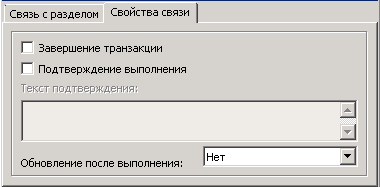 Связь с разделом Свойства связи
Завершение транзакции
Подтверждение выполнения
Текст подтверждения:
Обновление после выполнения: Нет